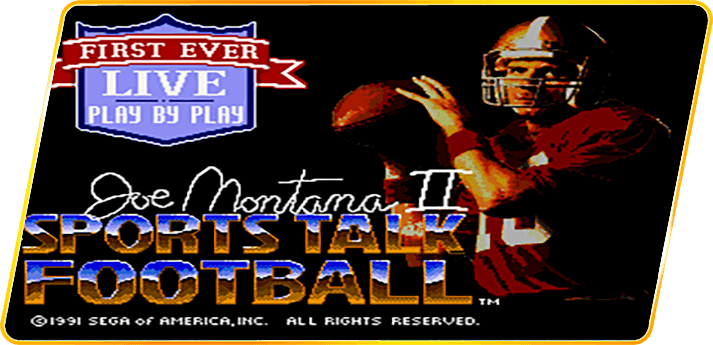 FIRST EVER
LIVE
PLAY BY PLAY
Joe Montana II
SPORTS TALK
FOOTBALL™
©1991 SEGA of AMERICA, INC. ALL RIGHTS RESERVED.